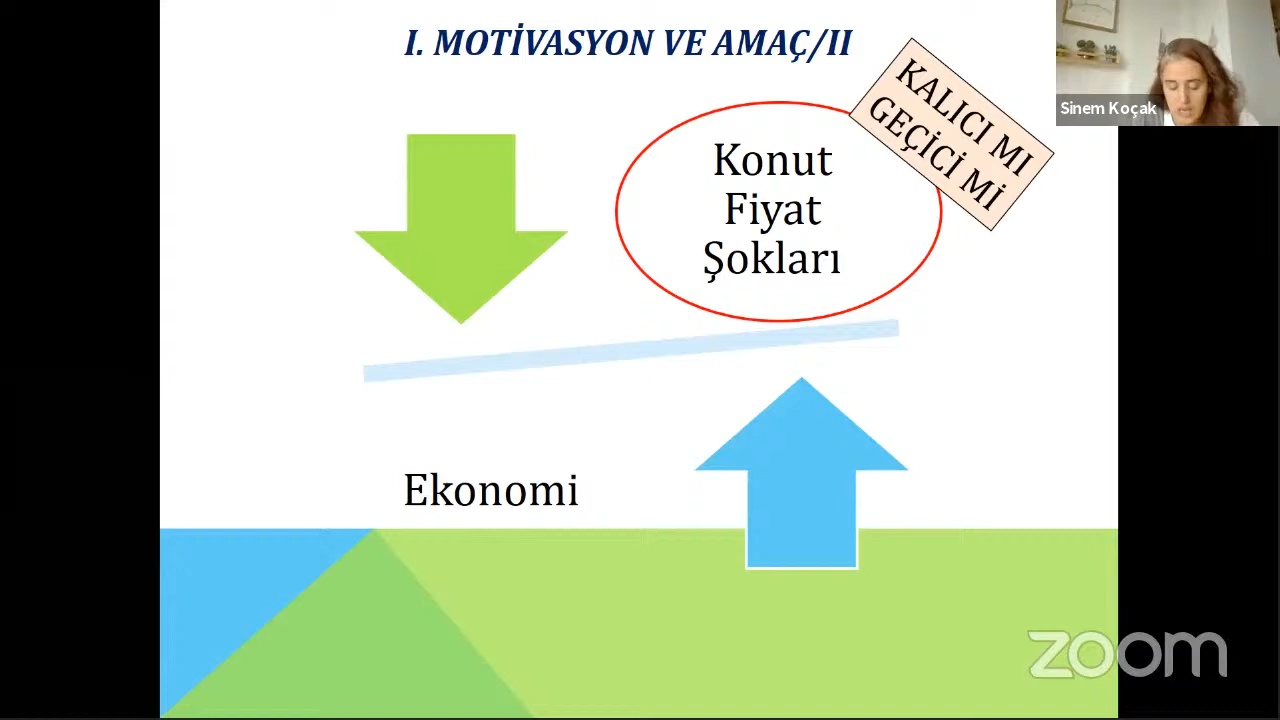 I. MOTİVASYON VE AMAÇ/II
KALICI MI
GEÇİCİ Mİ
Sinem Koçak
Konut
Fiyat
Şokları
Ekonomi
zoom